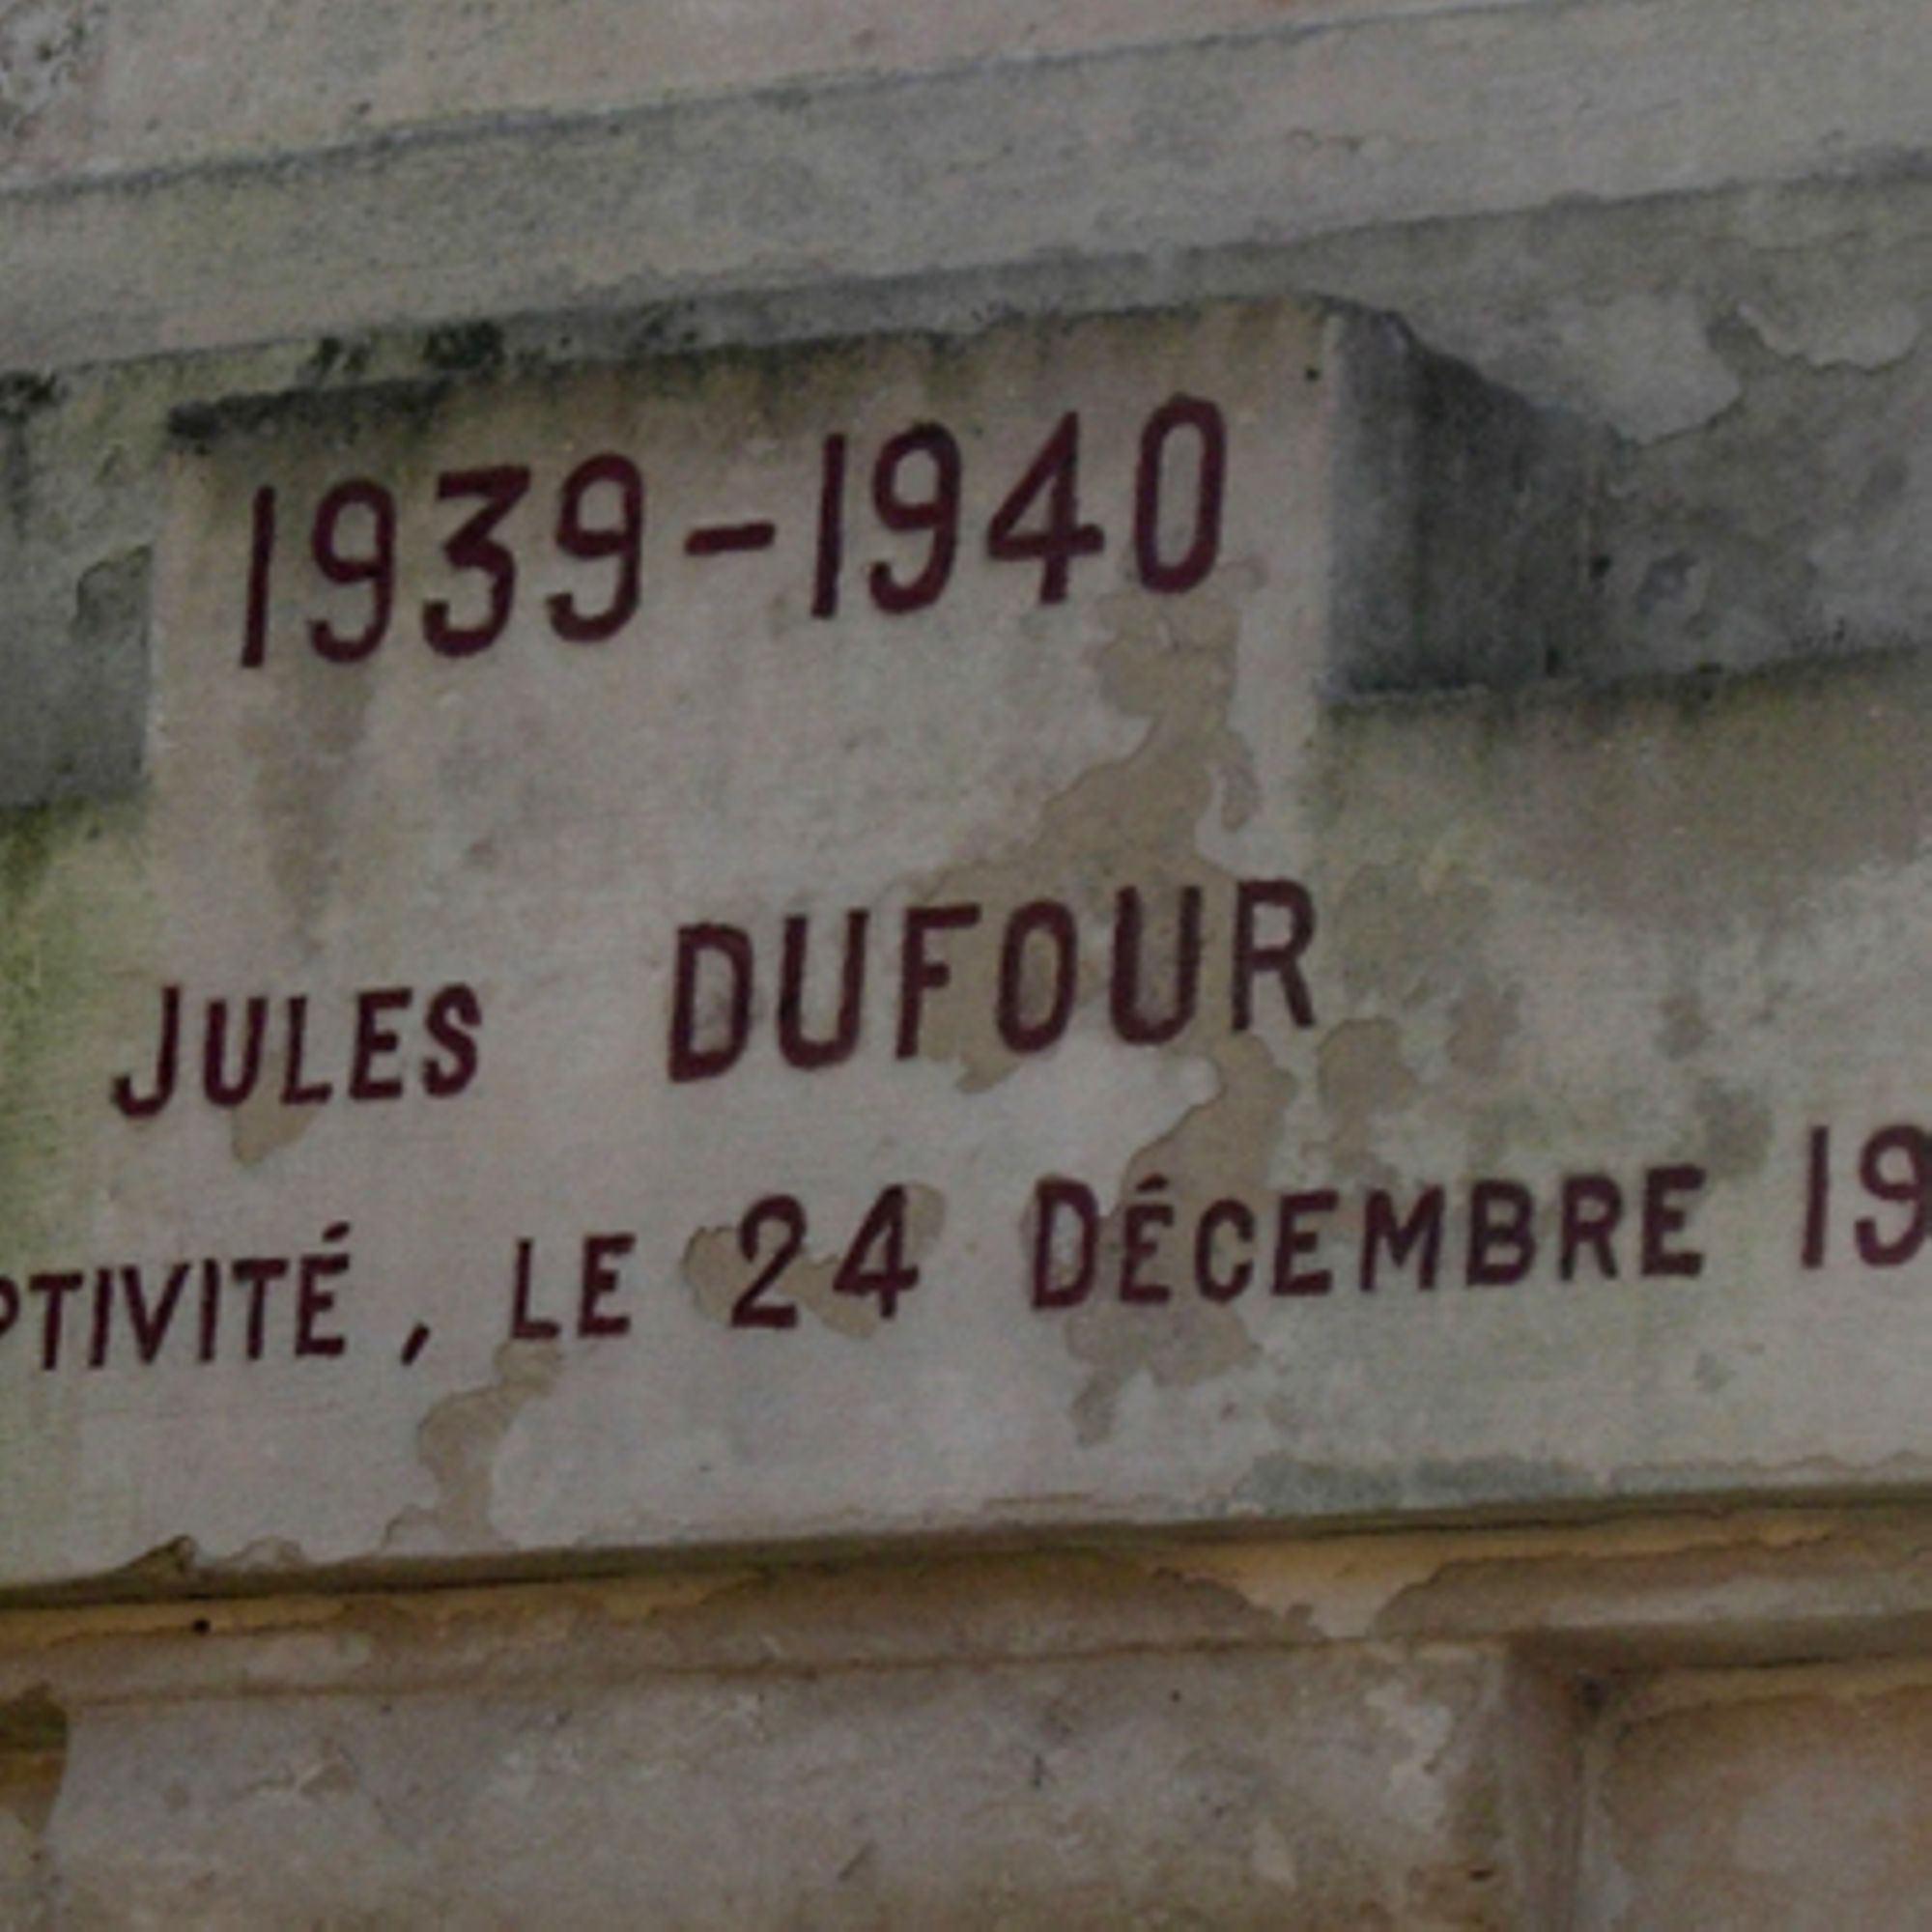 1939-1940
JULES DUFOUR
PTIVITÉ, LE 24 DÉCEMBRE 19